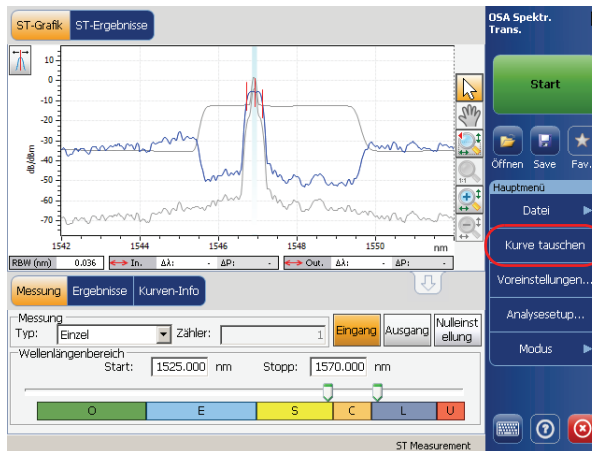 ST-Grafik ST-Ergebnisse
OSA Spektr.
Trans.
10
0
-10
-20
-30
-40
-50
-60
-70
dB/dBm
1542 1544 1546 1548 1550 nm
RBW (nm) 0.036 In. Δλ: - ΔP: - Out. Δλ: - ΔP: -
Start
Öffnen Save Fav.
Hauptmenü
Datei
Kurve tauschen
Voreinstellungen...
Analysesetup...
Modus
1:1
Messung Ergebnisse Kurven-Info
Messung
Typ: Einzel Zähler: 1 Eingang Ausgang Nulleinst
ellung
Wellenlängenbereich
Start: 1525.000 nm Stopp: 1570.000 nm
O E S C L U
ST Measurement